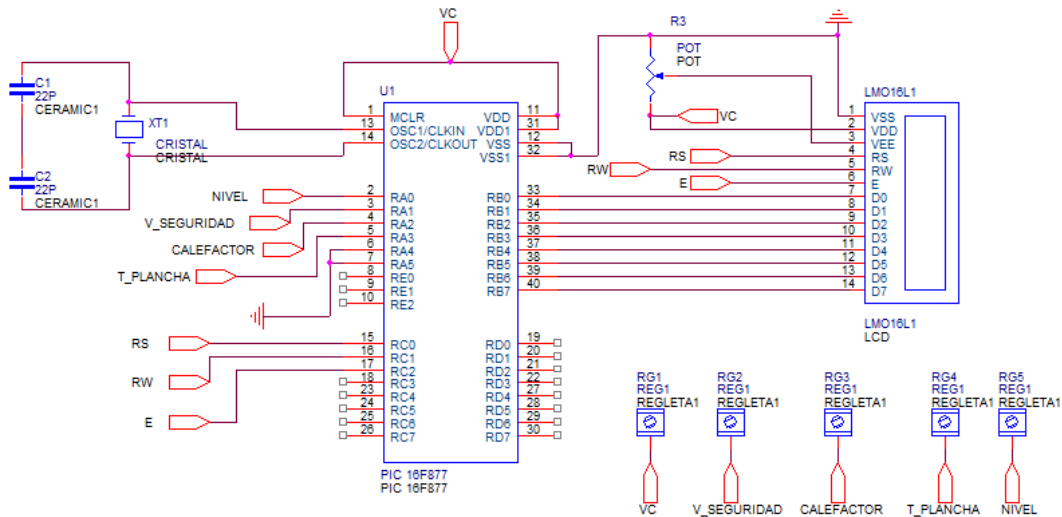 VC
R3
POT
POT
C1
22P
CERAMIC1
XT1
CRISTAL
CRISTAL
C2
22P
CERAMIC1
U1
1 MCLR VDD 11
13 OSC1/CLKIN VDD1 31
14 OSC2/CLKOUT VSS 12
VSS1 32
2 RA0 RB0 33
3 RA1 RB1 34
4 RA2 RB2 35
5 RA3 RB3 36
6 RA4 RB4 37
7 RA5 RB5 38
8 RE0 RB6 39
9 RE1 RB7 40
10 RE2
15 RC0 RD0 19
16 RC1 RD1 20
17 RC2 RD2 21
18 RC3 RD3 22
23 RC4 RD4 27
24 RC5 RD5 28
25 RC6 RD6 29
26 RC7 RD7 30
PIC 16F877
PIC 16F877
NIVEL
V_SEGURIDAD
CALEFACTOR
T_PLANCHA
RS
RW
E
VC
RS
RW
E
LMO16L1
1 VSS
2 VDD
3 VEE
4 RS
5 RW
6 E
7 D0
8 D1
9 D2
10 D3
11 D4
12 D5
13 D6
14 D7
LMO16L1
LCD
RG1 RG2 RG3 RG4 RG5
REG1 REG1 REG1 REG1 REG1
REGLETA1 REGLETA1 REGLETA1 REGLETA1 REGLETA1
VC V_SEGURIDAD CALEFACTOR T_PLANCHA NIVEL